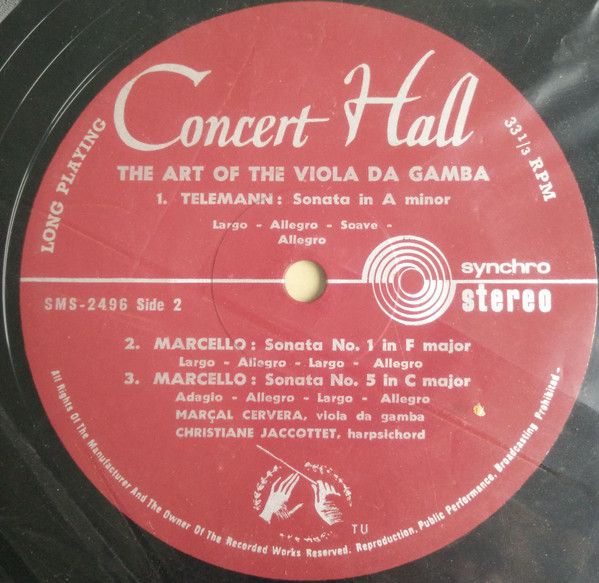 Concert Hall
LONG PLAYING
33 1/3 RPM
THE ART OF THE VIOLA DA GAMBA
1. TELEMANN: Sonata in A minor
Largo - Allegro - Soave -
Allegro
synchro
stereo
SMS-2496 Side 2
2. MARCELLO: Sonata No. 1 in F major
Largo - Allegro - Largo - Allegro
3. MARCELLO: Sonata No. 5 in C major
Adagio - Allegro - Largo - Allegro
MARÇAL CERVERA, viola da gamba
CHRISTIANE JACCOTTET, harpsichord
TU
All Rights Of The Manufacturer And The Owner Of The Recorded Works Reserved. Reproduction, Public Performance, Broadcasting Prohibited -